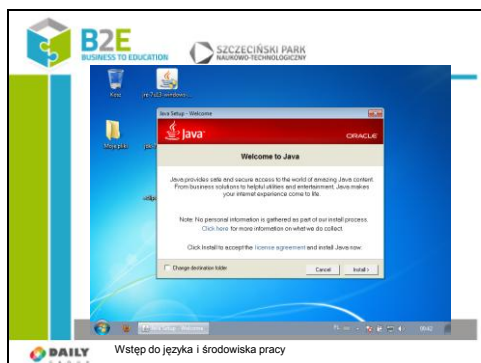 B2E
BUSINESS TO EDUCATION
SZCZECIŃSKI PARK
NAUKOWO-TECHNOLOGICZNY
Kosz
Java Setup - Welcome
Java
ORACLE
Welcome to Java
Java provides safe and secure access to the world of amazing Java content.
From business solutions to helpful utilities and entertainment, Java makes
your internet experience come to life.
Note: No personal information is gathered as part of our install process.
Click here for more information on what we do collect.
Click Install to accept the license agreement and install Java now.
Change destination folder
Cancel
Install >
Java Setup - Welcome
PL
DAILY
Wstęp do języka i środowiska pracy